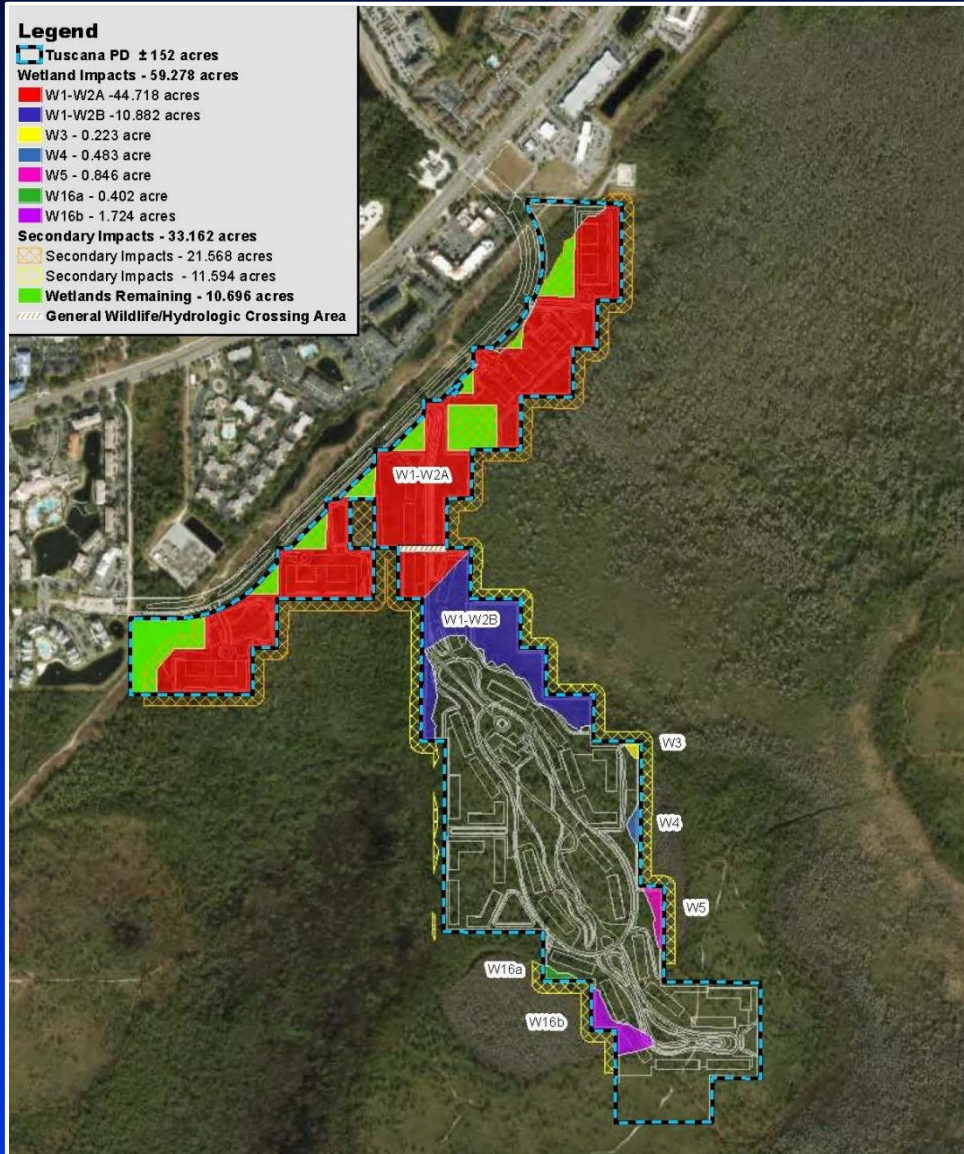 Legend
Tuscana PD ±152 acres
Wetland Impacts - 59.278 acres
W1-W2A -44.718 acres
W1-W2B -10.882 acres
W3 - 0.223 acre
W4 - 0.483 acre
W5 - 0.846 acre
W16a - 0.402 acre
W16b - 1.724 acres
Secondary Impacts - 33.162 acres
Secondary Impacts - 21.568 acres
Secondary Impacts - 11.594 acres
Wetlands Remaining - 10.696 acres
General Wildlife/Hydrologic Crossing Area
W1-W2A
W1-W2B
W3
W4
W5
W16a
W16b